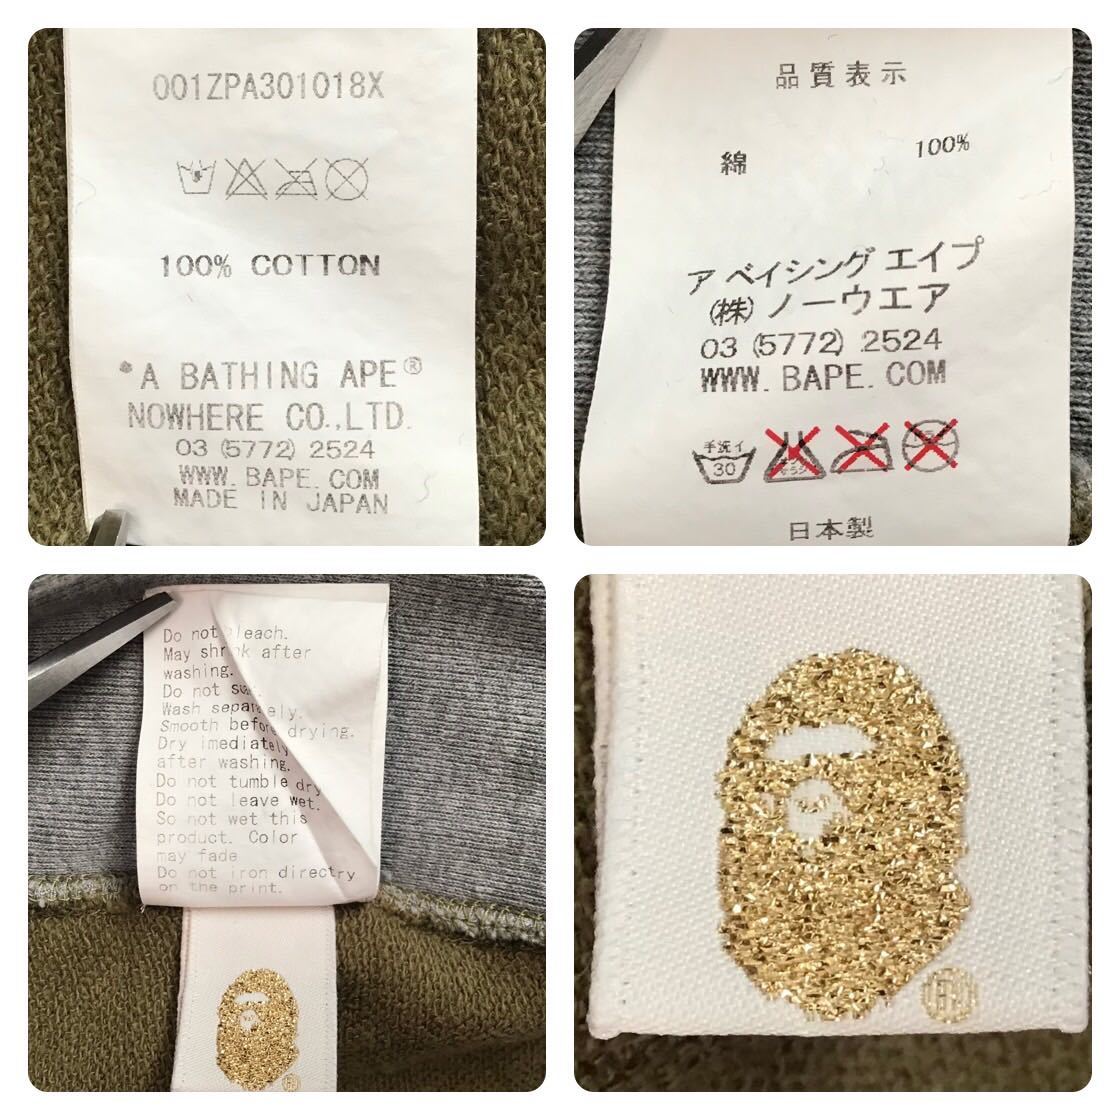 001ZPA301018X
100% COTTON
*A BATHING APE®
NOWHERE CO.,LTD.
03 (5772) 2524
WWW. BAPE. COM
MADE IN JAPAN
品質表示
綿 100%
ア ベイシング エイプ
(株) ノーウエア
03 (5772) 2524
WWW. BAPE. COM
手洗イ
30
日本製
Do not bleach.
May shrink after
washing.
Do not
Wash separately.
Smooth before drying.
Dry imediately
after washing.
Do not tumble dry
Do not leave wet.
So not wet this
product. Color
may fade
Do not iron directry
on the print.
®
®